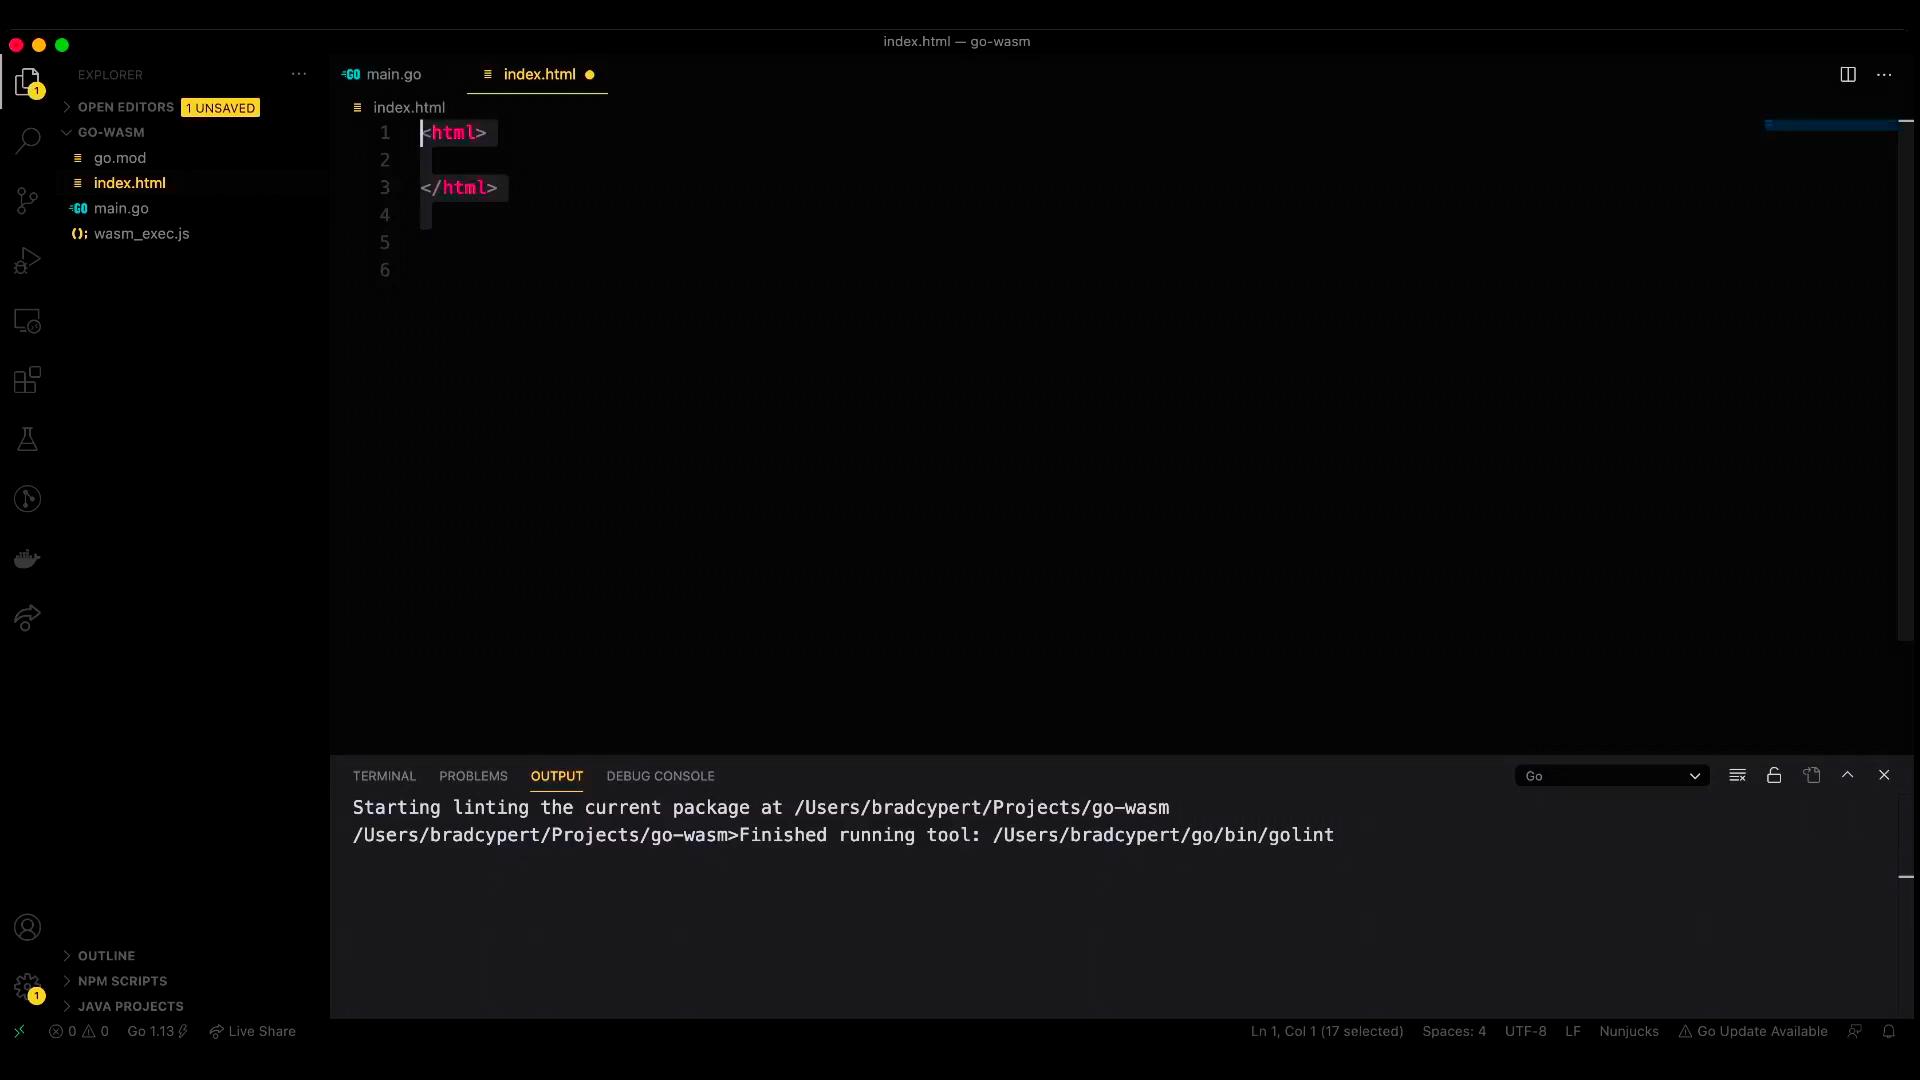 index.html — go-wasm
EXPLORER
GO main.go
index.html
1
OPEN EDITORS 1 UNSAVED
index.html
GO-WASM
go.mod
index.html
GO main.go
wasm_exec.js
1 <html>
2
3 </html>
4
5
6
TERMINAL PROBLEMS OUTPUT DEBUG CONSOLE
Go
Starting linting the current package at /Users/bradcypert/Projects/go-wasm
/Users/bradcypert/Projects/go-wasm>Finished running tool: /Users/bradcypert/go/bin/golint
OUTLINE
NPM SCRIPTS
1
JAVA PROJECTS
0 0 Go 1.13 Live Share
Ln 1, Col 1 (17 selected) Spaces: 4 UTF-8 LF Nunjucks Go Update Available